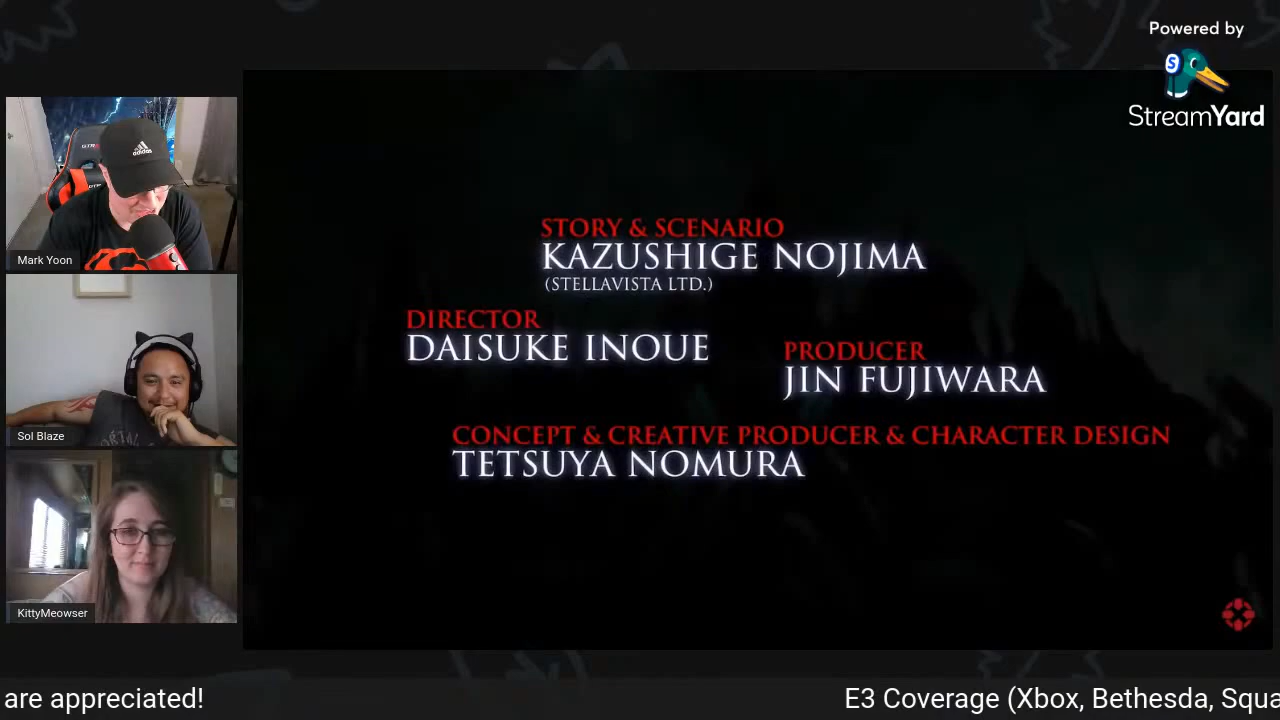 Powered by
StreamYard
adidas
Mark Yoon
Sol Blaze
KittyMeowser
STORY & SCENARIO
KAZUSHIGE NOJIMA
(STELLAVISTA LTD.)
DIRECTOR
DAISUKE INOUE
PRODUCER
JIN FUJIWARA
CONCEPT & CREATIVE PRODUCER & CHARACTER DESIGN
TETSUYA NOMURA
are appreciated!
E3 Coverage (Xbox, Bethesda, Squa